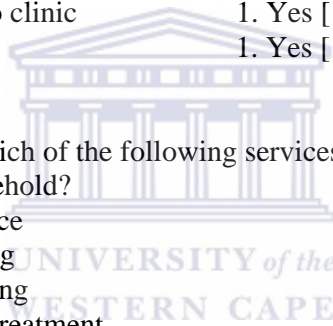 o clinic 1. Yes [
1. Yes [
ich of the following services
ehold?
ce
g
UNIVERSITY of the
ng
WESTERN CAPE
reatment